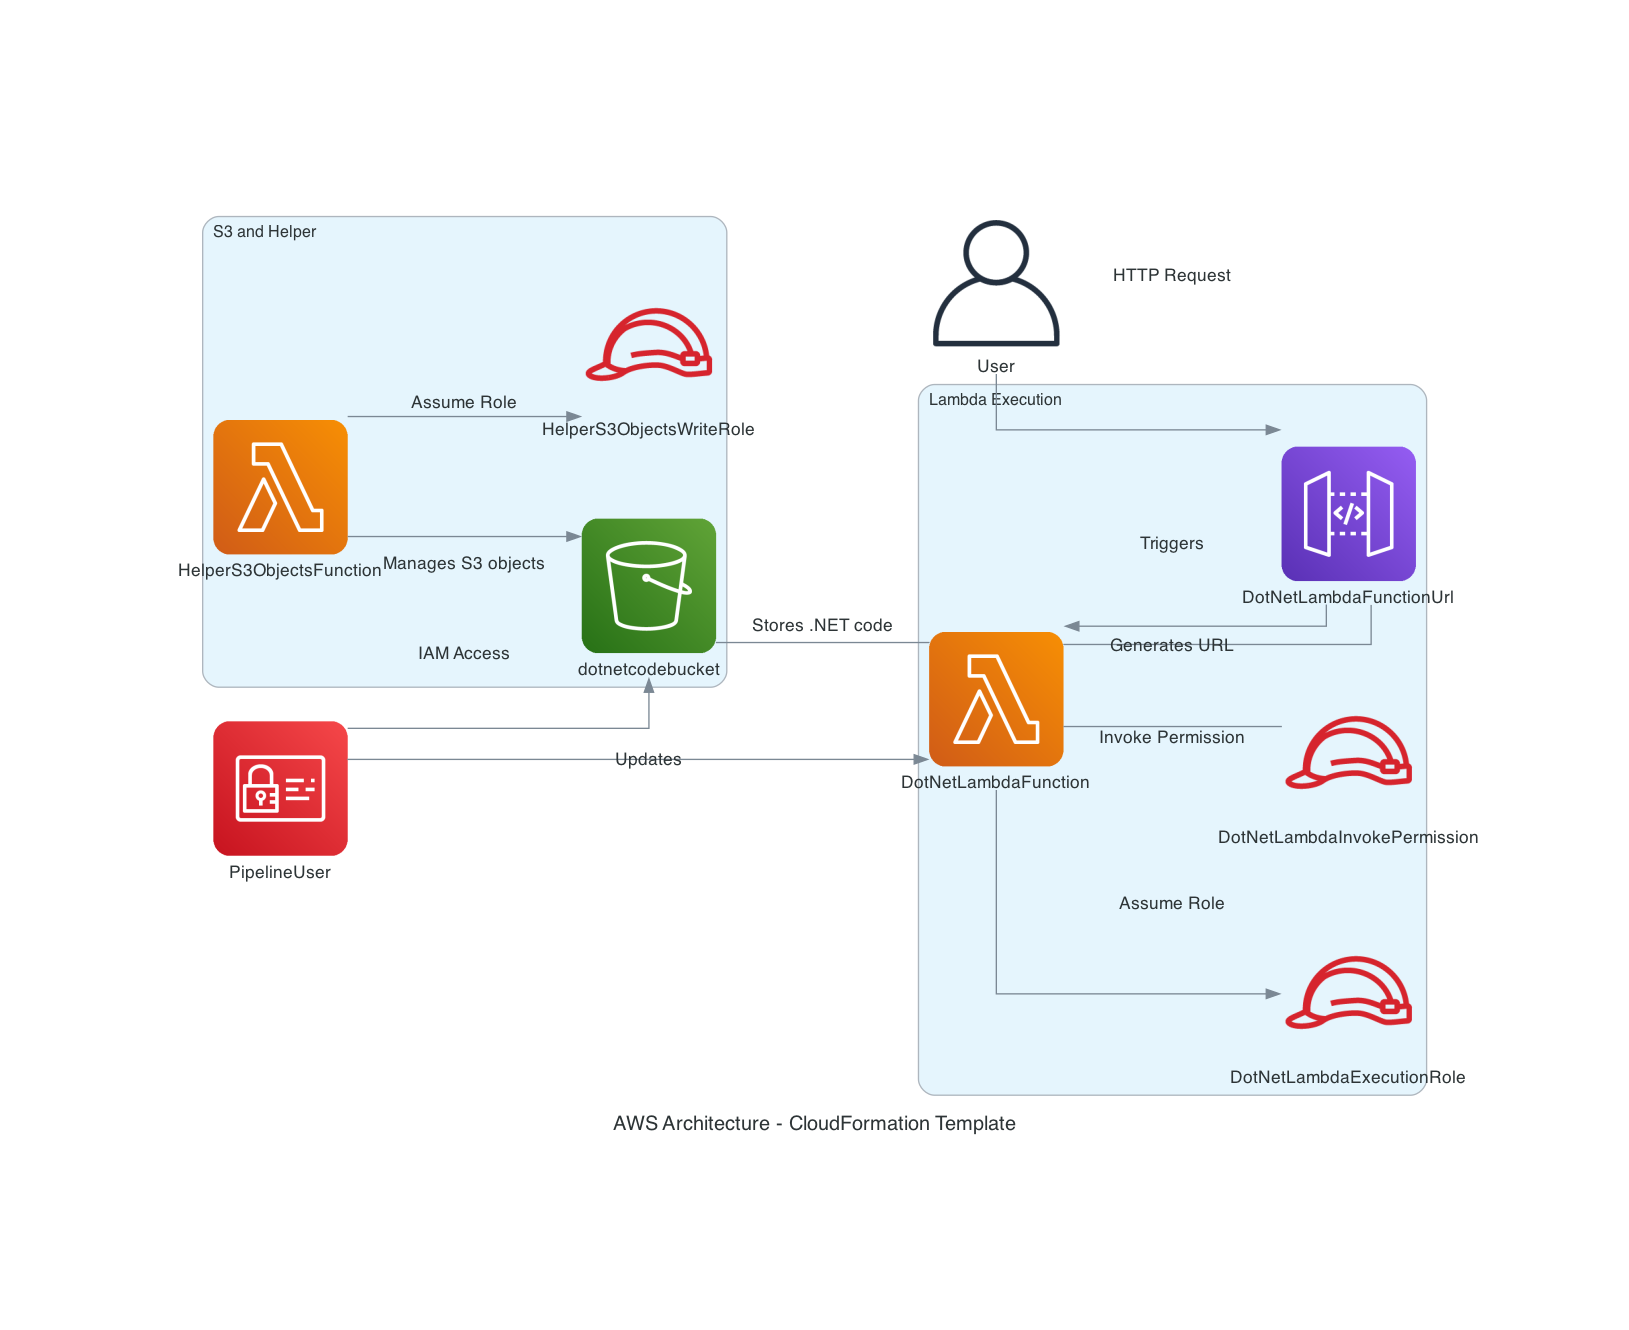 S3 and Helper
HTTP Request
User
Lambda Execution
Assume Role
HelperS3ObjectsWriteRole
Triggers
HelperS3ObjectsFunction
Manages S3 objects
DotNetLambdaFunctionUrl
Stores .NET code
Generates URL
IAM Access
dotnetcodebucket
Invoke Permission
Updates
DotNetLambdaFunction
DotNetLambdaInvokePermission
PipelineUser
Assume Role
DotNetLambdaExecutionRole
AWS Architecture - CloudFormation Template